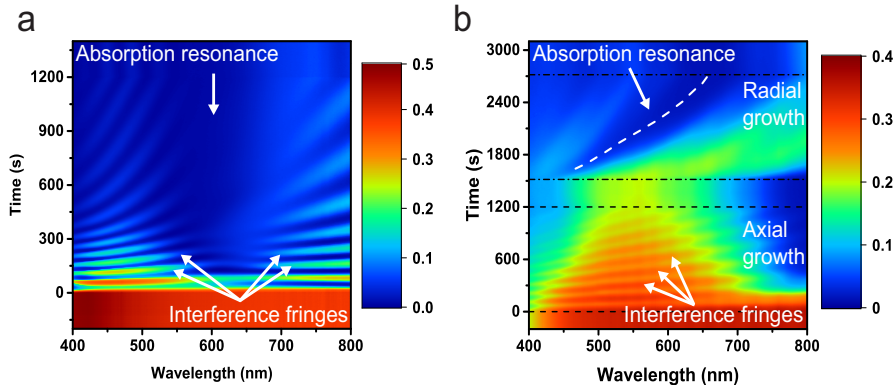 a
Absorption resonance
Interference fringes
1200
900
600
300
0
Time (s)
400 500 600 700 800
Wavelength (nm)
0.5
0.4
0.3
0.2
0.1
0.0
b
Absorption resonance
Radial
growth
Axial
growth
Interference fringes
3000
2400
1800
1200
600
0
Time (s)
400 500 600 700 800
Wavelength (nm)
0.4
0.3
0.2
0.1
0